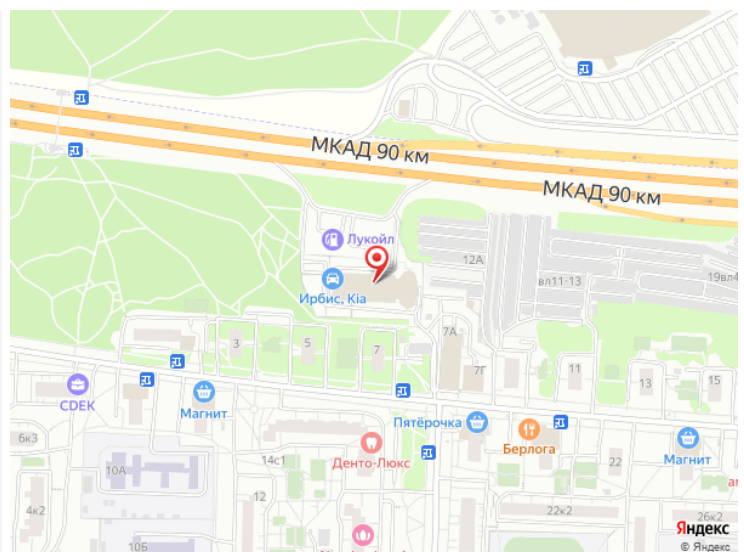 МКАД 90 км
МКАД 90 км
Лукойл
12А
вл11-13
19вл4
Ирбис, Kia
7А
3
5
7
7Г
11
13
15
CDEK
Магнит
Пятёрочка
Берлога
Магнит
6к3
10А
14с1
Денто-Люкс
22
12
4к2
22к2
26к2
10Б
Яндекс
© Яндекс